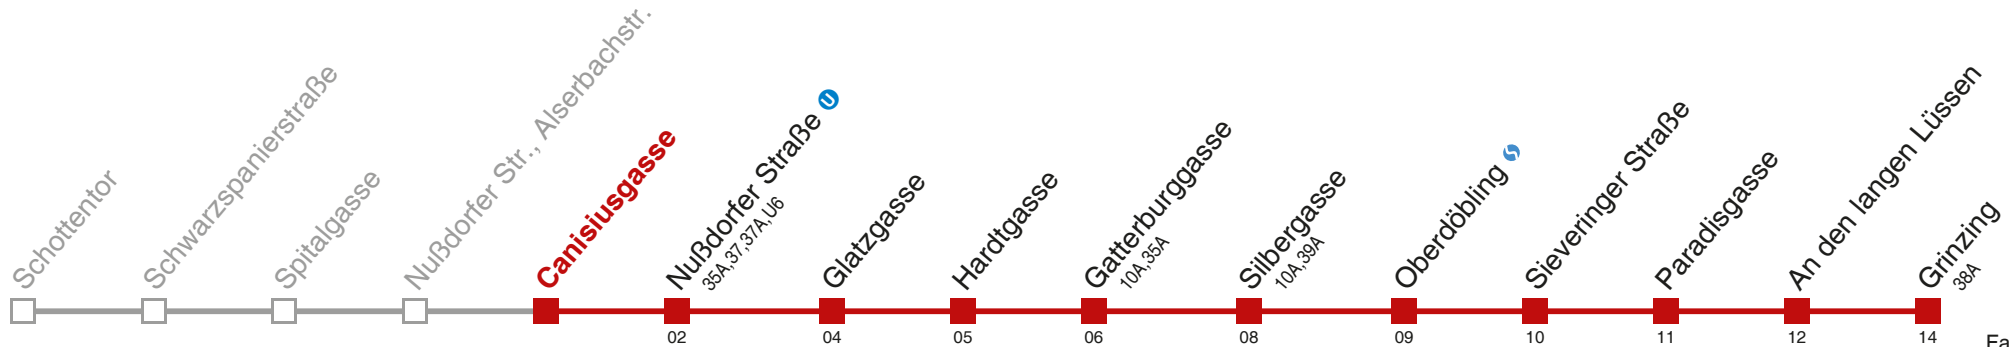 Schottentor
Schwarzspanierstraße
Spitalgasse
Nußdorfer Str., Alserbachstr.
Canisiusgasse
Nußdorfer Straße U
35A,37,37A,U6
Glatzgasse
Hardtgasse
Gatterburggasse
10A,35A
Silbergasse
10A,39A
Oberdöbling S
Sieveringer Straße
Paradisgasse
An den langen Lüssen
Grinzing
38A
02 04 05 06 08 09 10 11 12 14
Fa